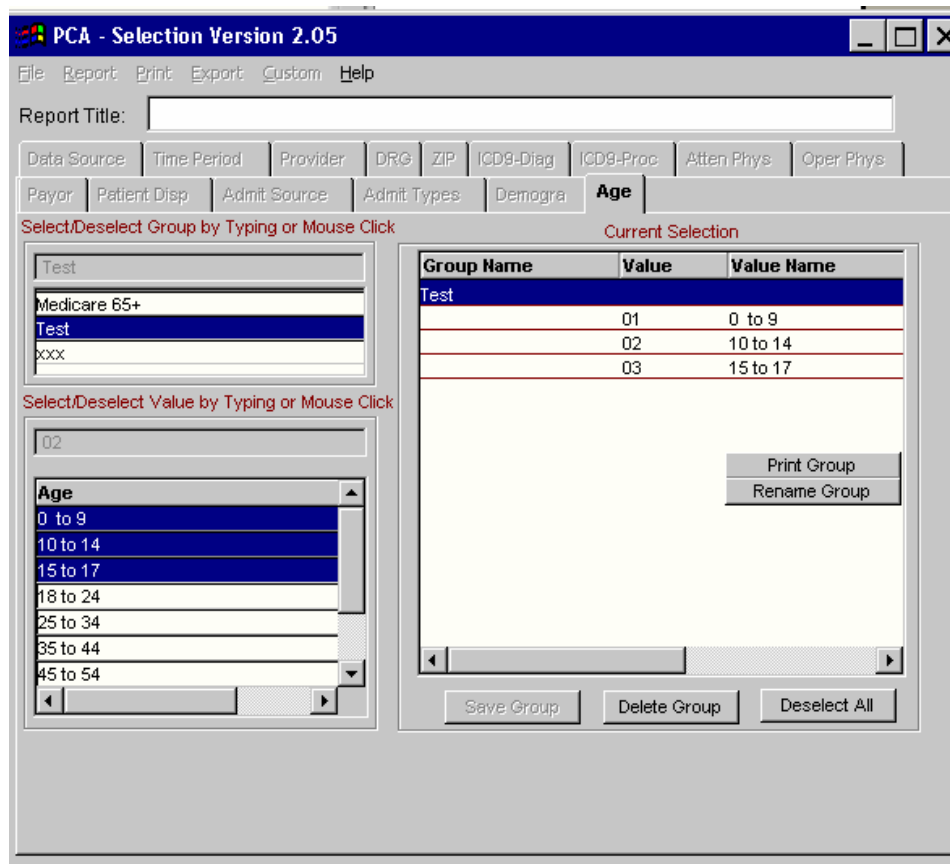 PCA - Selection Version 2.05
File Report Print Export Custom Help
Report Title:
Data Source Time Period Provider DRG ZIP ICD9-Diag ICD9-Proc Atten Phys Oper Phys
Payor Patient Disp Admit Source Admit Types Demogra Age
Select/Deselect Group by Typing or Mouse Click
Test
Medicare 65+
Test
xxx
Select/Deselect Value by Typing or Mouse Click
02
Age
0 to 9
10 to 14
15 to 17
18 to 24
25 to 34
35 to 44
45 to 54
Current Selection
Group Name Value Value Name
Test
01 0 to 9
02 10 to 14
03 15 to 17
Print Group
Rename Group
Save Group Delete Group Deselect All